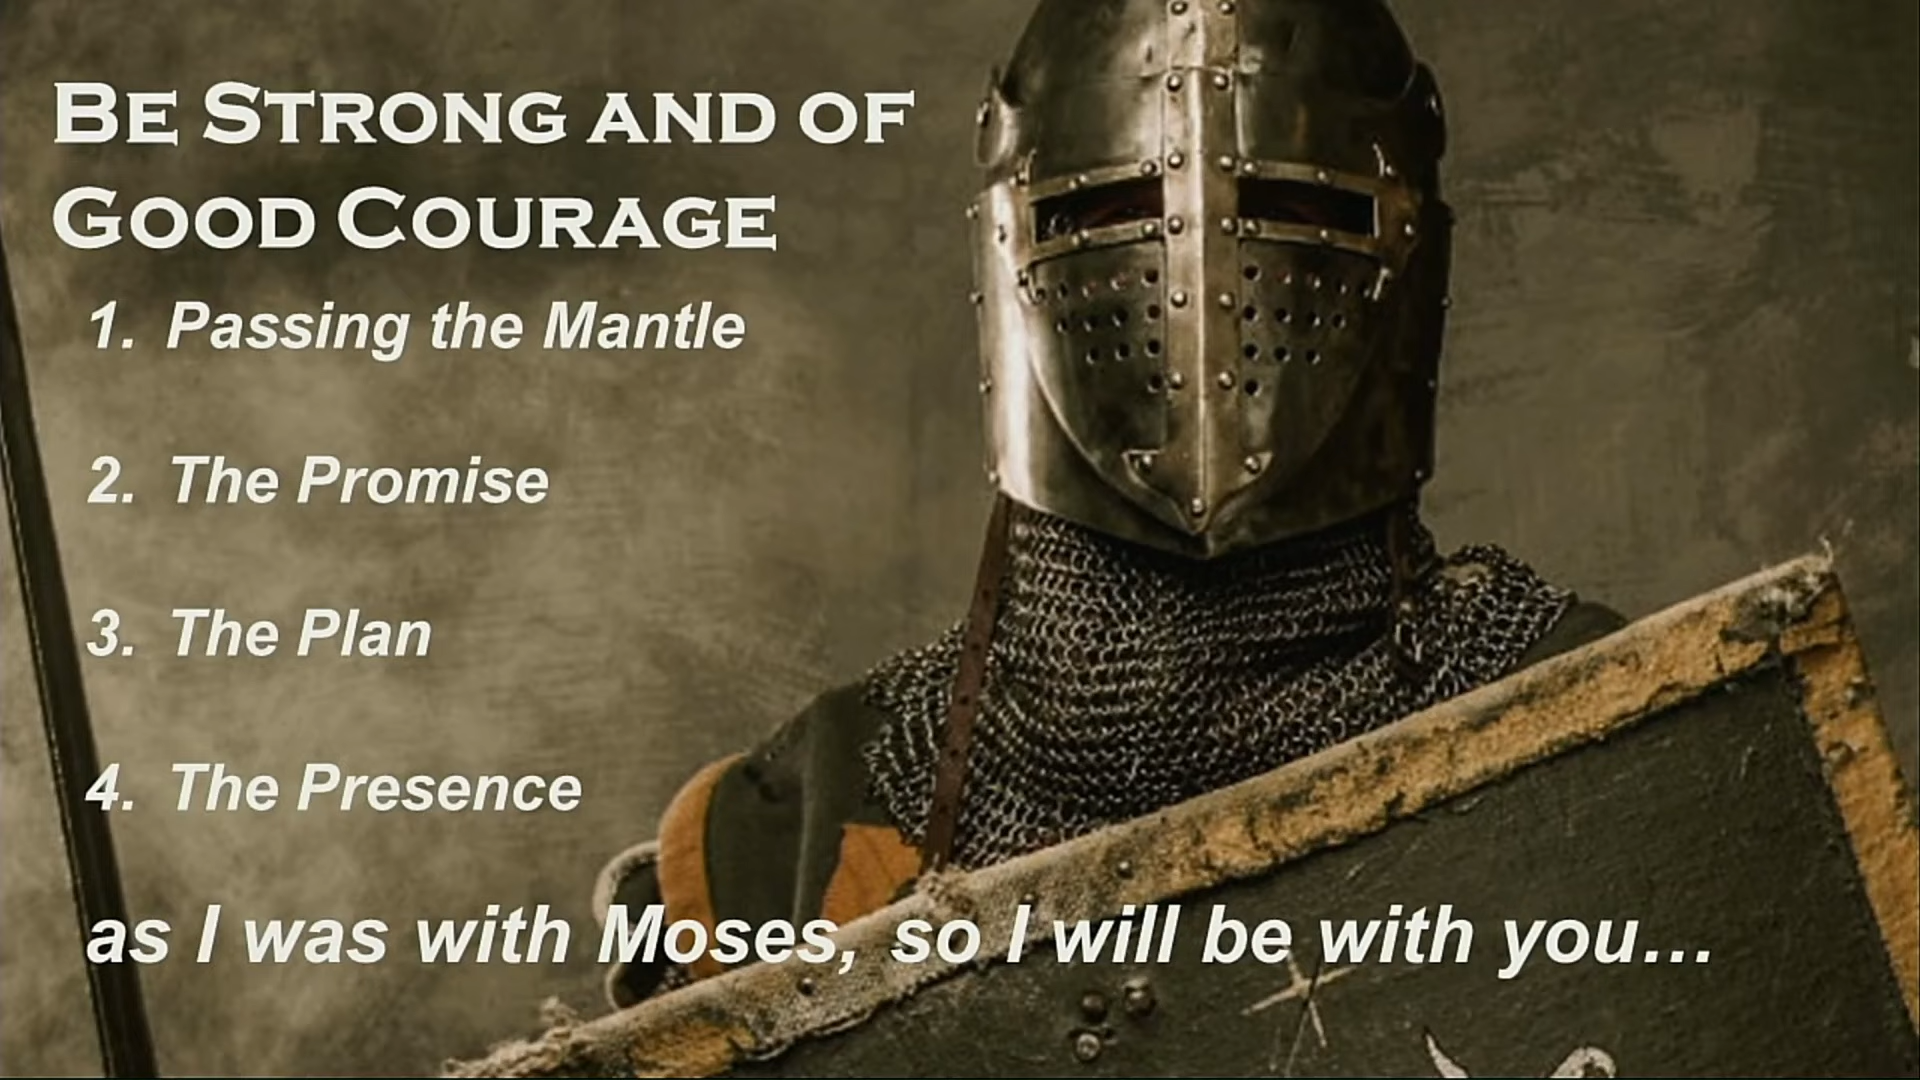 Be Strong and of
Good Courage
1. Passing the Mantle
2. The Promise
3. The Plan
4. The Presence
as I was with Moses, so I will be with you…